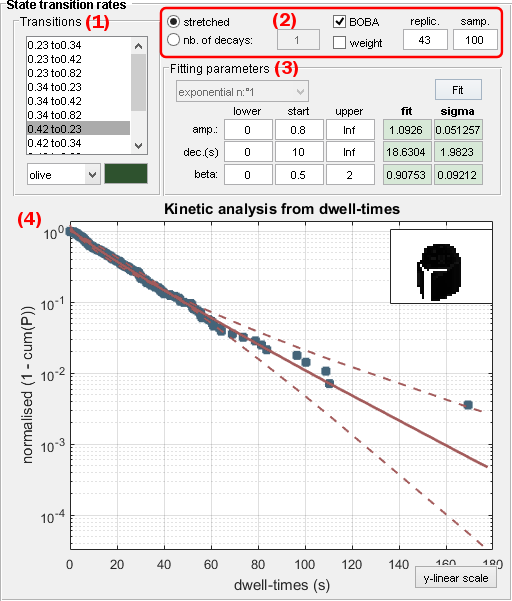 State transition rates
Transitions (1)
0.23 to0.34
0.23 to0.42
0.23 to0.82
0.34 to0.23
0.34 to0.42
0.34 to0.82
0.42 to0.23
0.42 to0.34
olive
(2)
stretched
nb. of decays: 1
BOBA
weight
replic. samp.
43 100
Fitting parameters (3)
exponential n°1
Fit
lower start upper fit sigma
amp.: 0 0.8 Inf 1.0926 0.051257
dec.(s) 0 10 Inf 18.6304 1.9823
beta: 0 0.5 2 0.90753 0.09212
(4)
Kinetic analysis from dwell-times
normalised (1 - cum(P))
10^0
10^-1
10^-2
10^-3
10^-4
0 20 40 60 80 100 120 140 160 180
dwell-times (s)
y-linear scale